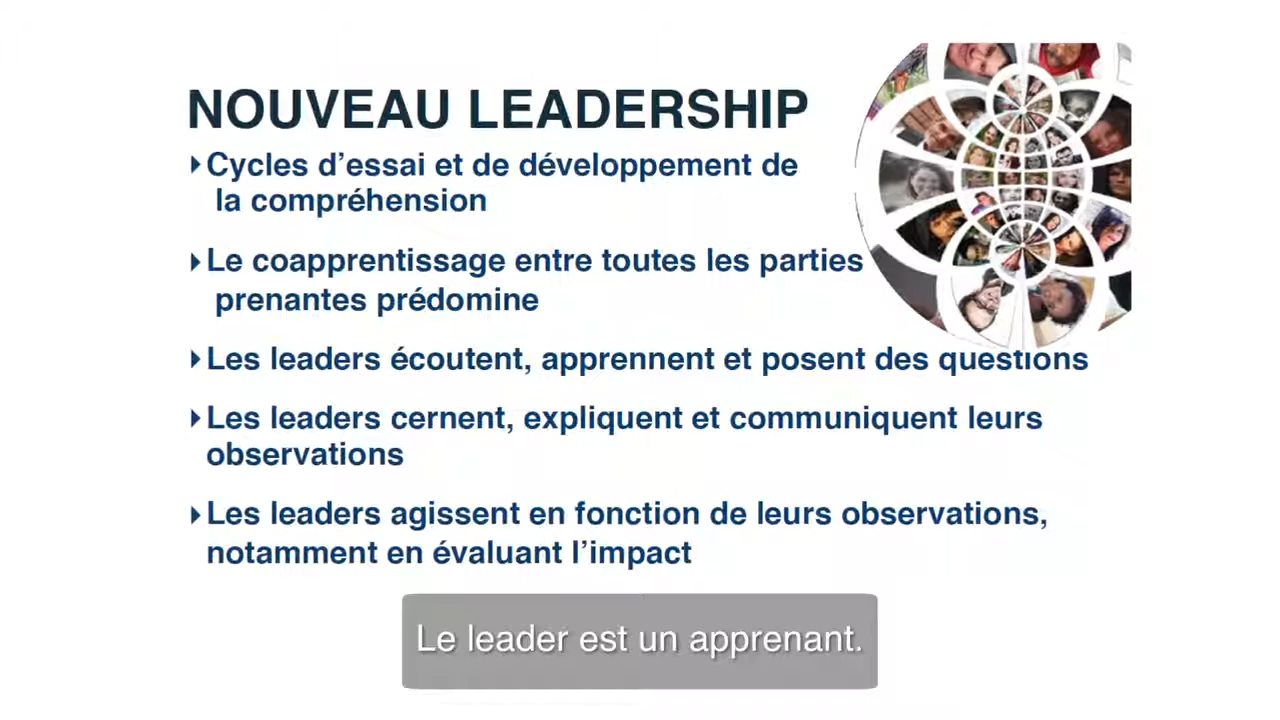 NOUVEAU LEADERSHIP
Cycles d’essai et de développement de
la compréhension
Le coapprentissage entre toutes les parties
prenantes prédomine
Les leaders écoutent, apprennent et posent des questions
Les leaders cernent, expliquent et communiquent leurs
observations
Les leaders agissent en fonction de leurs observations,
notamment en évaluant l’impact
Le leader est un apprenant.